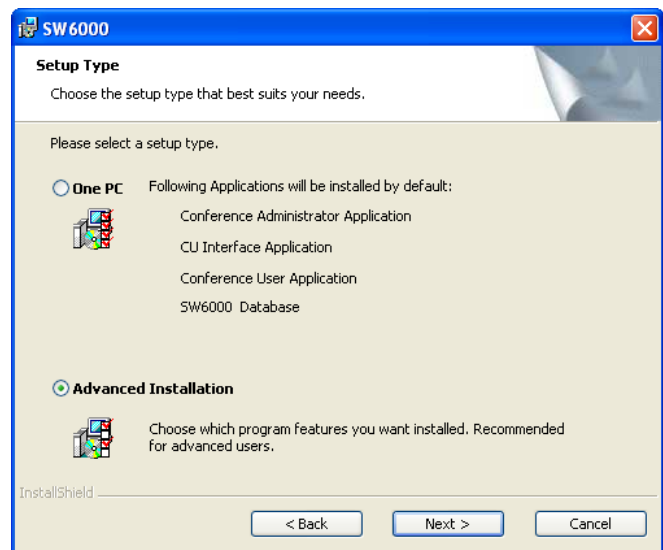 SW6000
Setup Type
Choose the setup type that best suits your needs.
Please select a setup type.
One PC
Following Applications will be installed by default:
Conference Administrator Application
CU Interface Application
Conference User Application
SW6000 Database
Advanced Installation
Choose which program features you want installed. Recommended
for advanced users.
InstallShield
< Back
Next >
Cancel